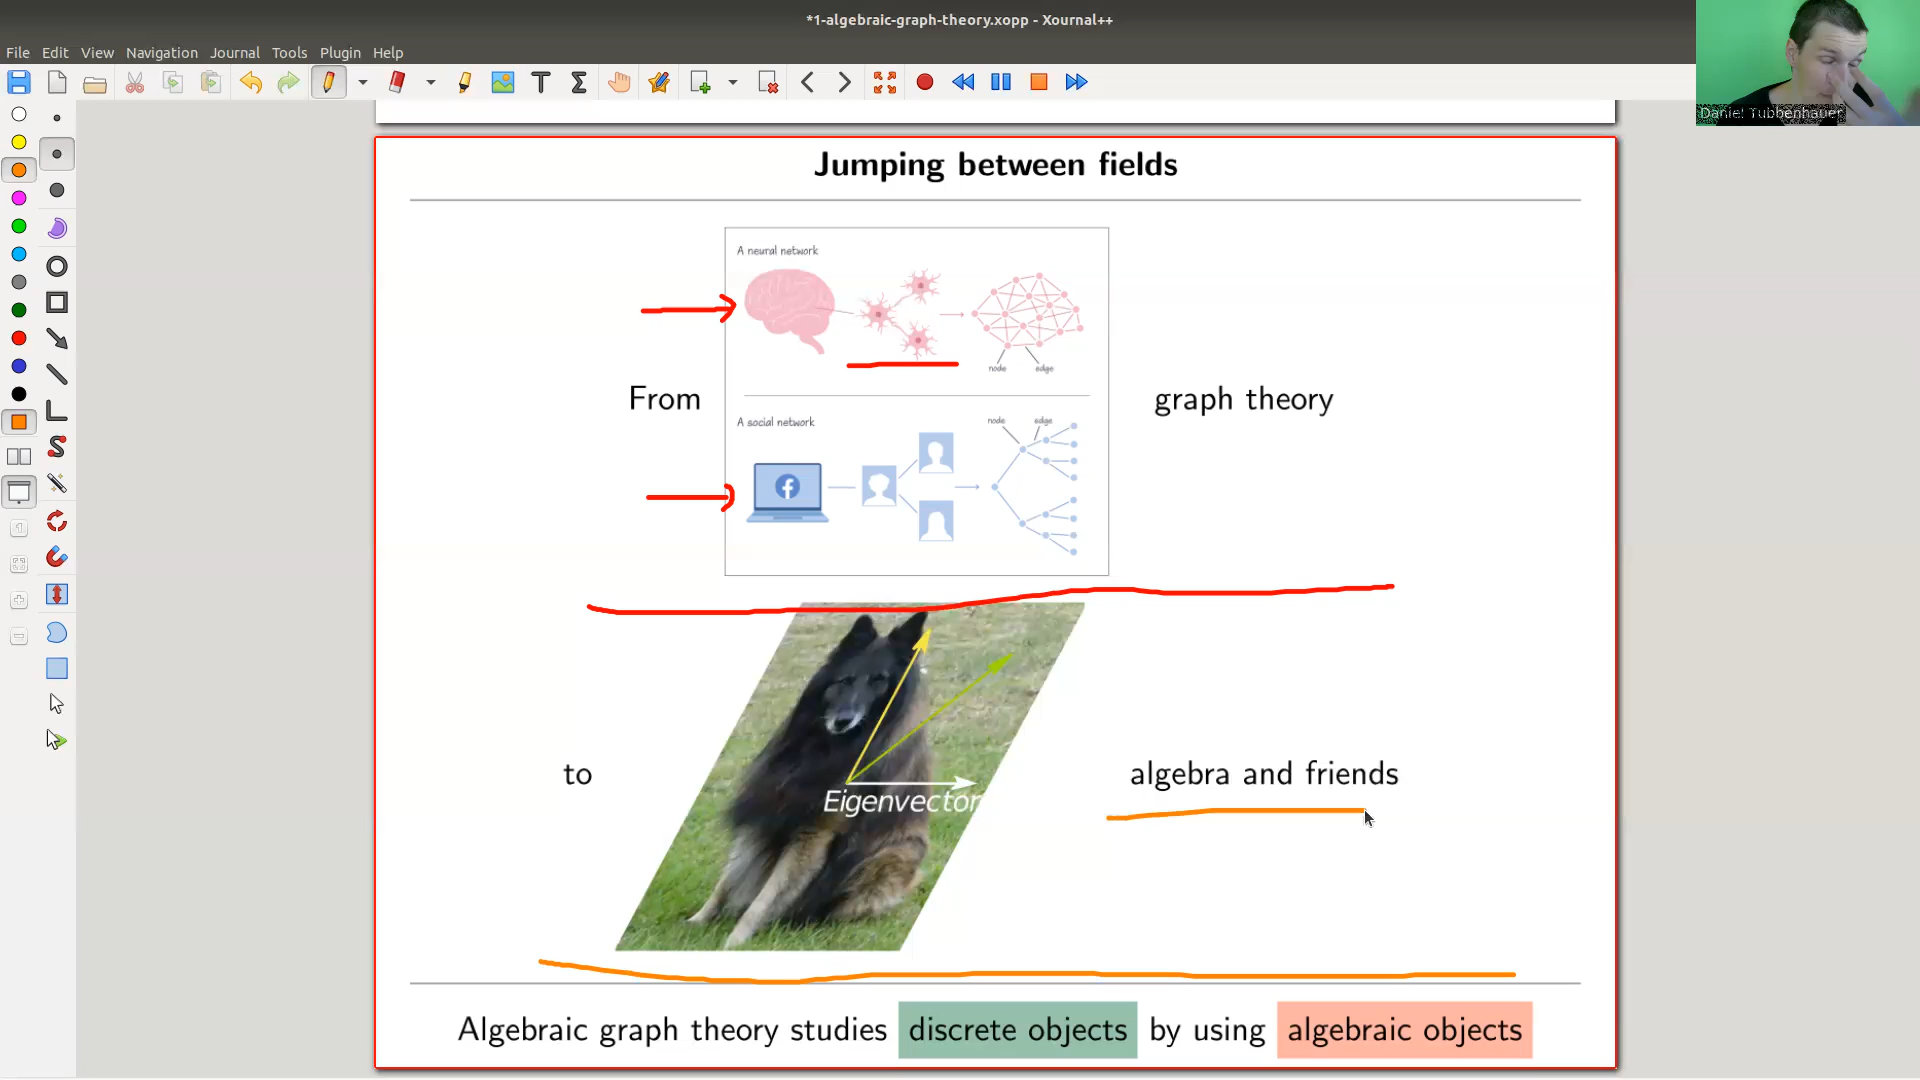 *1-algebraic-graph-theory.xopp - Xournal++
File Edit View Navigation Journal Tools Plugin Help
Daniel Tubbenhauer
Jumping between fields
A neural network
node edge
From
graph theory
A social network
node edge
to
Eigenvector
algebra and friends
Algebraic graph theory studies discrete objects by using algebraic objects